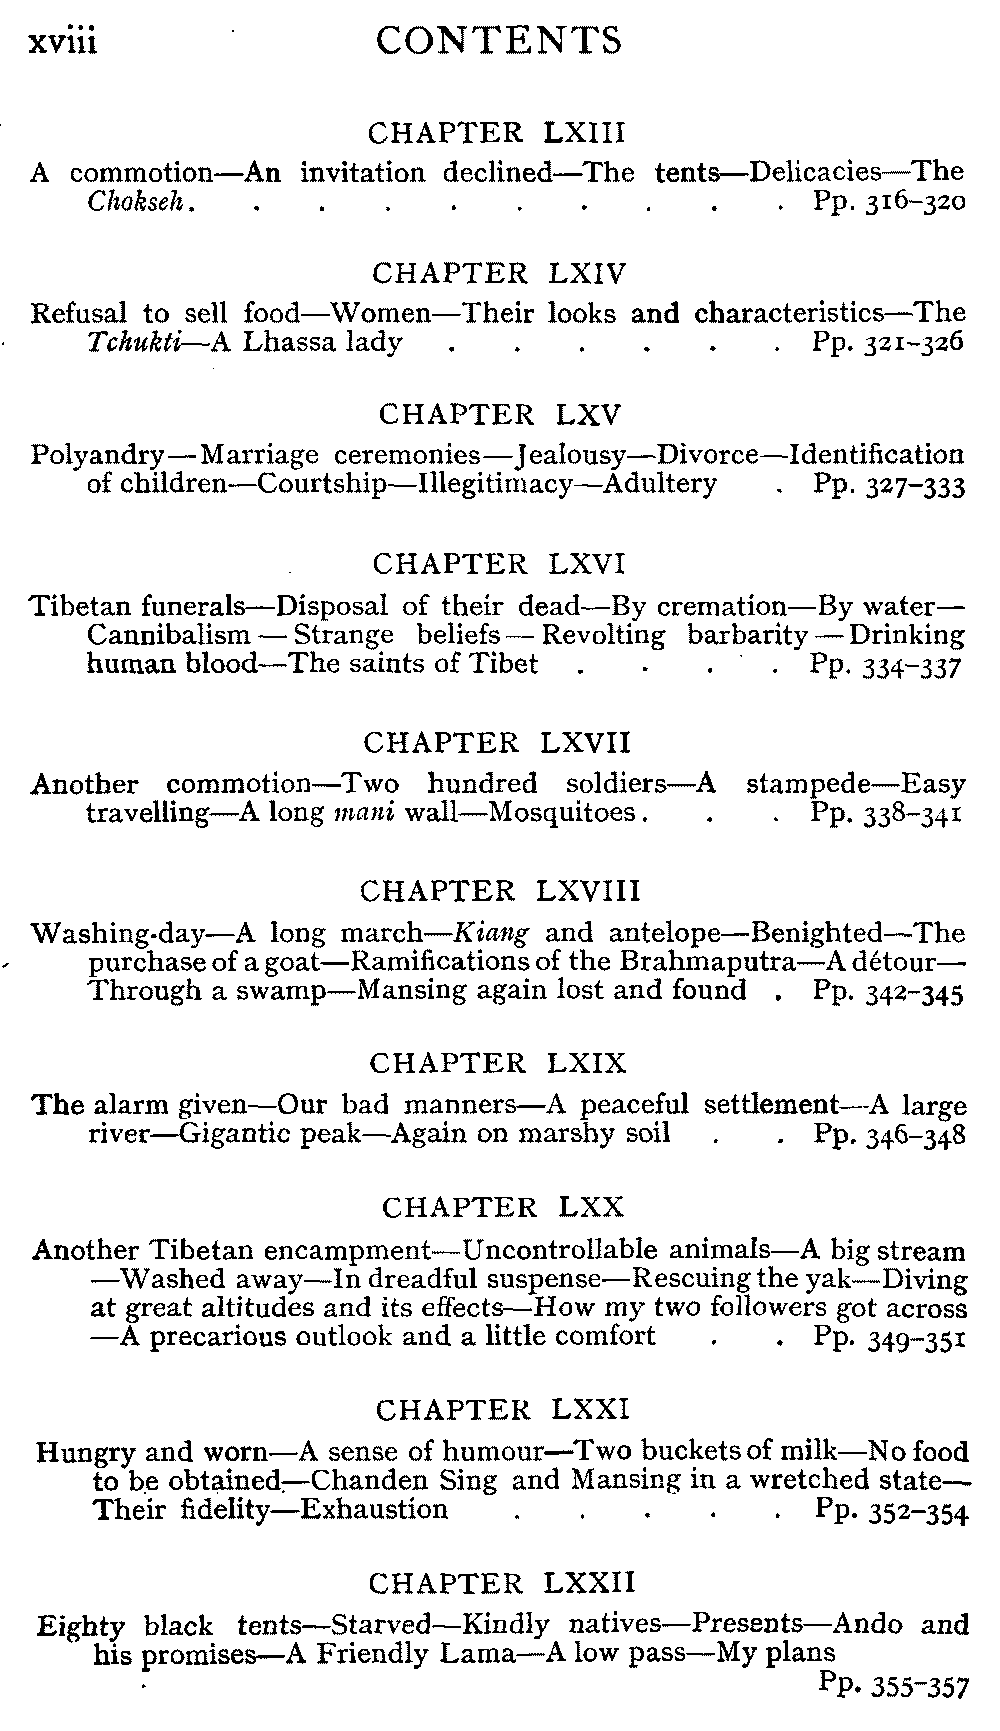 xviii CONTENTS
CHAPTER LXIII
A commotion—An invitation declined—The tents—Delicacies—The
Chokseh . . . . . . . . . . Pp. 316-320
CHAPTER LXIV
Refusal to sell food—Women—Their looks and characteristics—The
Tchukti—A Lhassa lady . . . . . . Pp. 321-326
CHAPTER LXV
Polyandry—Marriage ceremonies—Jealousy—Divorce—Identification
of children—Courtship—Illegitimacy—Adultery . Pp. 327-333
CHAPTER LXVI
Tibetan funerals—Disposal of their dead—By cremation—By water—
Cannibalism—Strange beliefs—Revolting barbarity—Drinking
human blood—The saints of Tibet . . . . Pp. 334-337
CHAPTER LXVII
Another commotion—Two hundred soldiers—A stampede—Easy
travelling—A long mani wall—Mosquitoes . . . Pp. 338-341
CHAPTER LXVIII
Washing-day—A long march—Kiang and antelope—Benighted—The
purchase of a goat—Ramifications of the Brahmaputra—A détour—
Through a swamp—Mansing again lost and found . Pp. 342-345
CHAPTER LXIX
The alarm given—Our bad manners—A peaceful settlement—A large
river—Gigantic peak—Again on marshy soil . . Pp. 346-348
CHAPTER LXX
Another Tibetan encampment—Uncontrollable animals—A big stream
—Washed away—In dreadful suspense—Rescuing the yak—Diving
at great altitudes and its effects—How my two followers got across
—A precarious outlook and a little comfort . . Pp. 349-351
CHAPTER LXXI
Hungry and worn—A sense of humour—Two buckets of milk—No food
to be obtained—Chanden Sing and Mansing in a wretched state—
Their fidelity—Exhaustion . . . . . Pp. 352-354
CHAPTER LXXII
Eighty black tents—Starved—Kindly natives—Presents—Ando and
his promises—A Friendly Lama—A low pass—My plans
Pp. 355-357